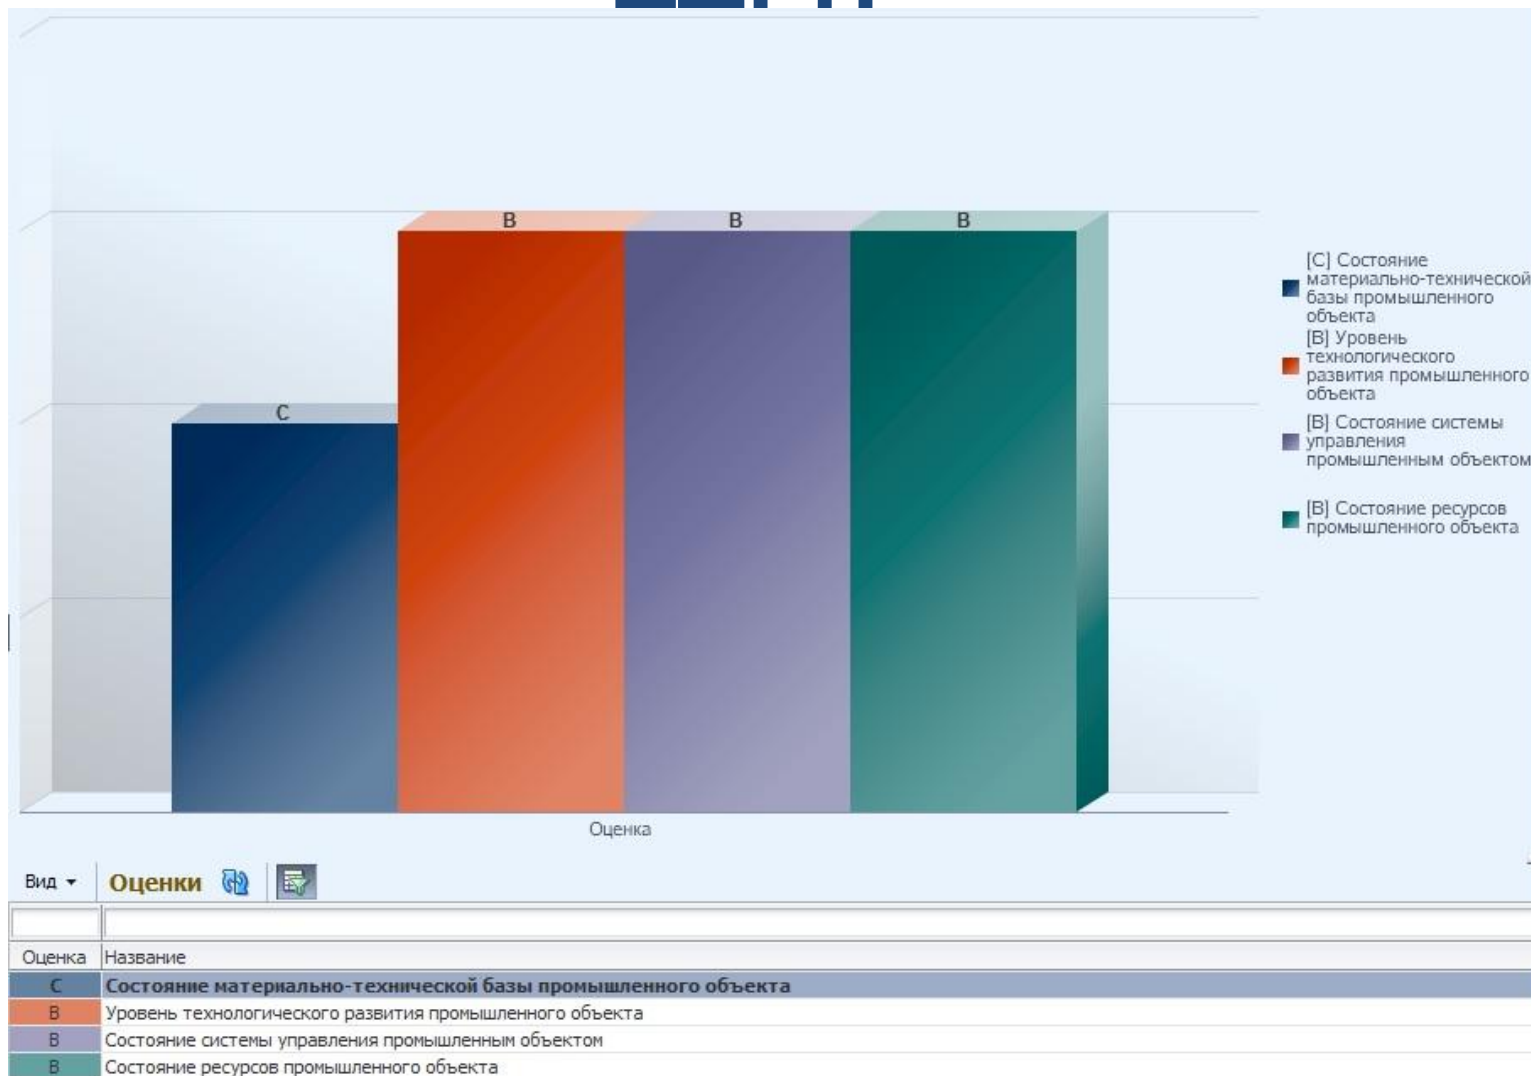 B B B
C
[C] Состояние
материально-технической
базы промышленного
объекта
[B] Уровень
технологического
развития промышленного
объекта
[B] Состояние системы
управления
промышленным объектом
[B] Состояние ресурсов
промышленного объекта
Оценка
Вид Оценки
Оценка Название
C Состояние материально-технической базы промышленного объекта
B Уровень технологического развития промышленного объекта
B Состояние системы управления промышленным объектом
B Состояние ресурсов промышленного объекта